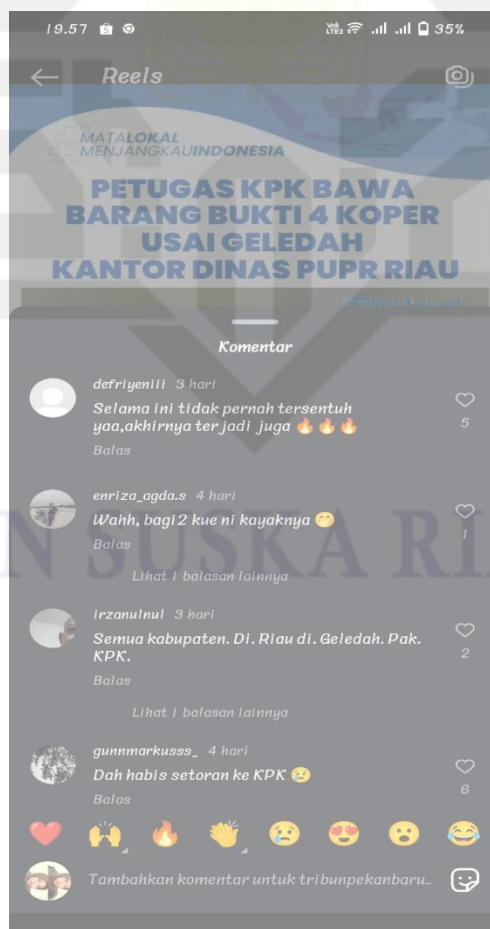 19.57 35%
Reels
#MATALOKAL
MENJANGKAUINDONESIA
PETUGAS KPK BAWA
BARANG BUKTI 4 KOPER
USAI GELEDAH
KANTOR DINAS PUPR RIAU
Komentar
defriyeniii 3 hari
Selama ini tidak pernah tersentuh
yaa,akhirnya terjadi juga 🔥🔥🔥
5
Balas
enriza_agda.s 4 hari
Wahh, bagi2 kue ni kayaknya 🤭
1
Balas
Lihat 1 balasan lainnya
N SUSKA RI
irzanulnul 3 hari
Semua kabupaten. Di. Riau di. Geledah. Pak.
KPK.
2
Balas
Lihat 1 balasan lainnya
gunnmarkusss_ 4 hari
Dah habis setoran ke KPK 😢
6
Balas
❤️🙌🔥👏😢😍😮😂
Tambahkan komentar untuk tribunpekanbaru..